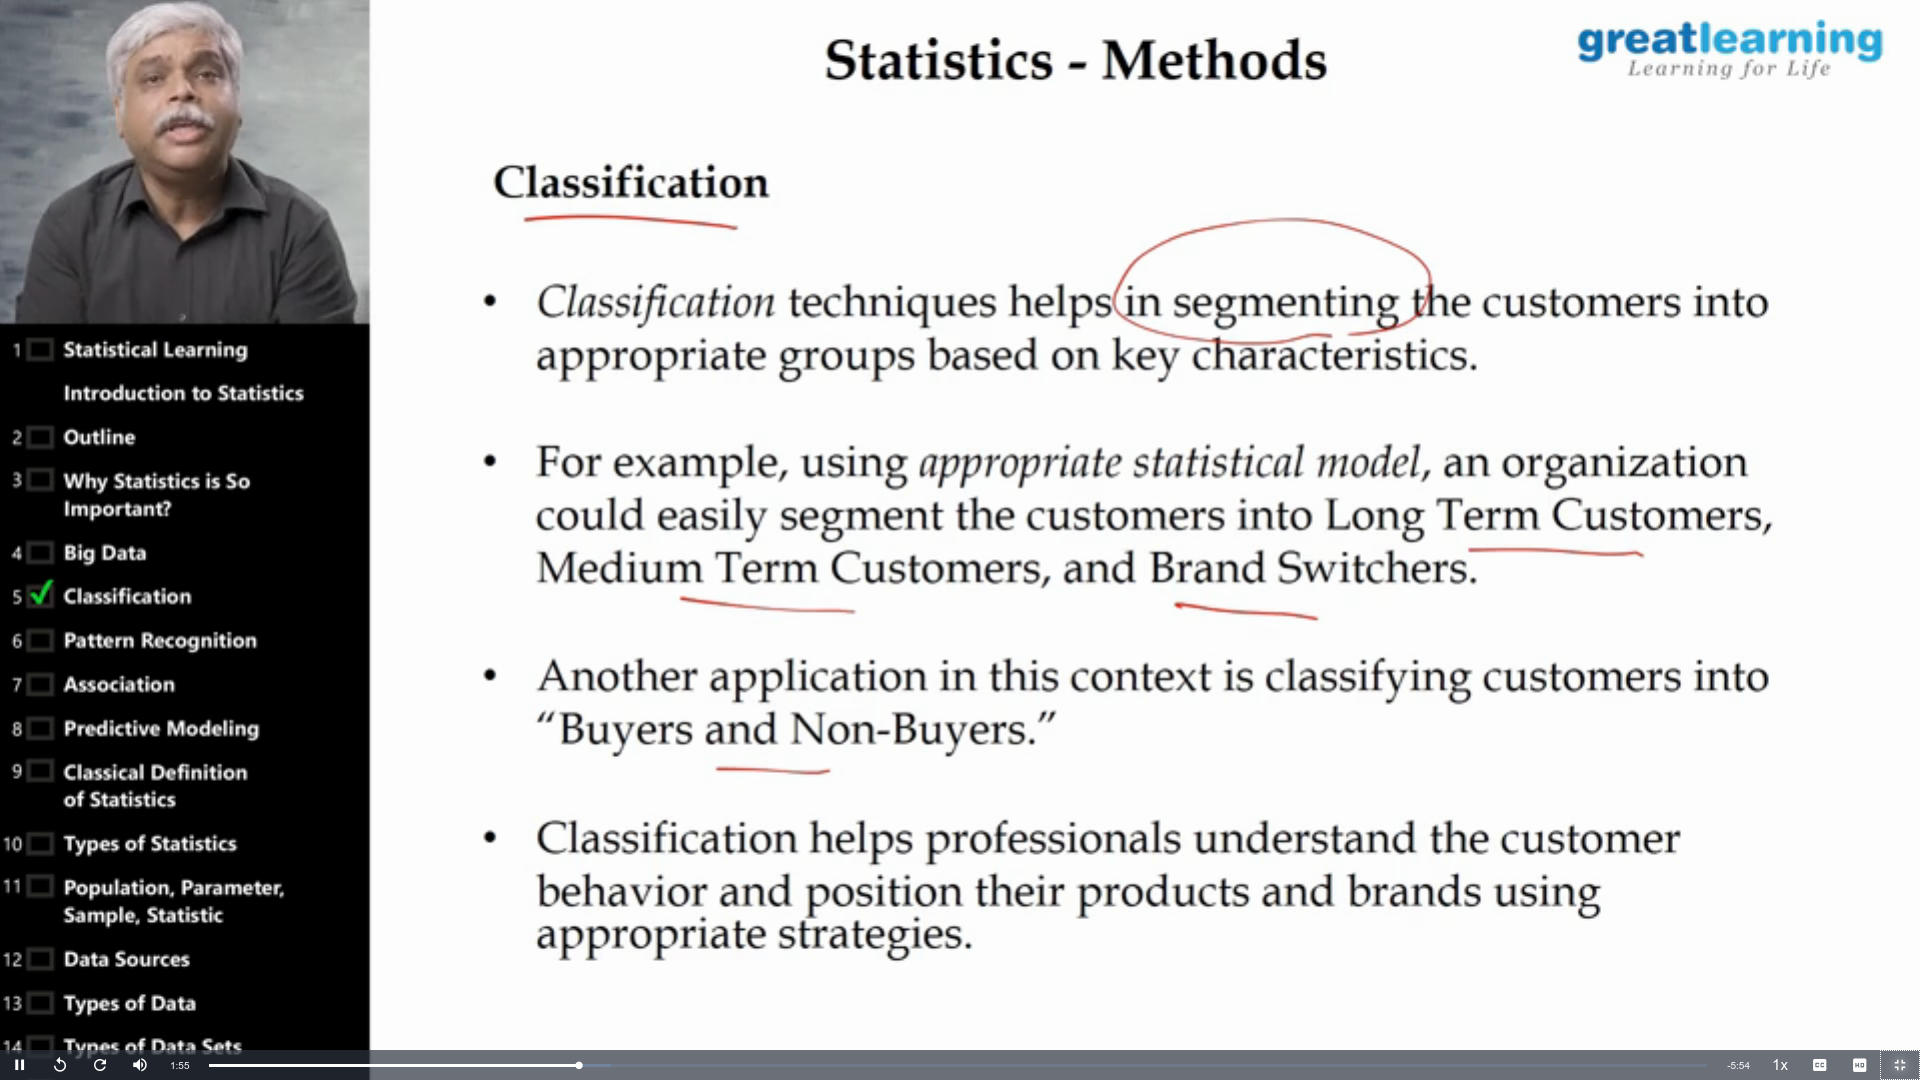 Statistics - Methods
greatlearning
Learning for Life
Classification
• Classification techniques helps in segmenting the customers into
appropriate groups based on key characteristics.
• For example, using appropriate statistical model, an organization
could easily segment the customers into Long Term Customers,
Medium Term Customers, and Brand Switchers.
• Another application in this context is classifying customers into
“Buyers and Non-Buyers.”
• Classification helps professionals understand the customer
behavior and position their products and brands using
appropriate strategies.
1 Statistical Learning
Introduction to Statistics
2 Outline
3 Why Statistics is So
Important?
4 Big Data
5 Classification
6 Pattern Recognition
7 Association
8 Predictive Modeling
9 Classical Definition
of Statistics
10 Types of Statistics
11 Population, Parameter,
Sample, Statistic
12 Data Sources
13 Types of Data
14 Types of Data Sets
1:55
-5:54
1x
CC
HD